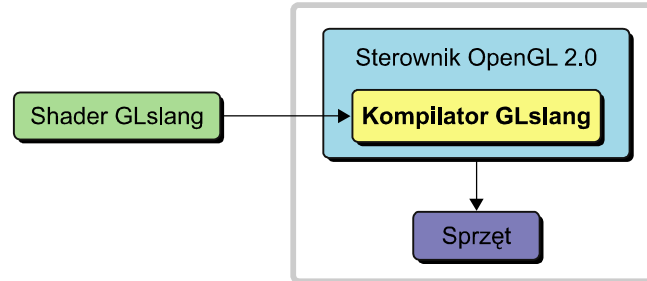 Sterownik OpenGL 2.0
Shader GLslang
Kompilator GLslang
Sprzęt